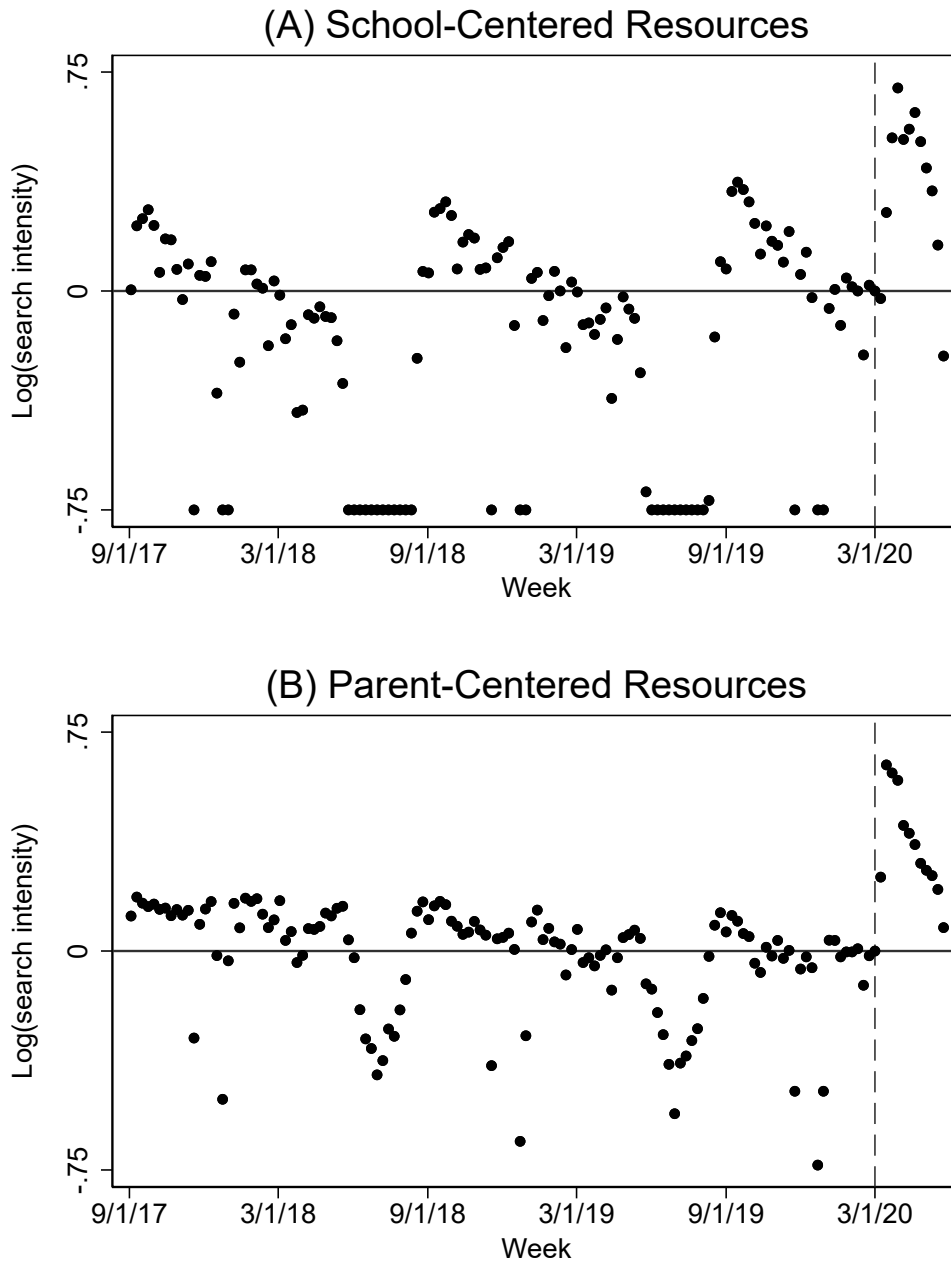 (A) School-Centered Resources
.75
0
-.75
Log(search intensity)
9/1/17 3/1/18 9/1/18 3/1/19 9/1/19 3/1/20
Week
(B) Parent-Centered Resources
.75
0
-.75
Log(search intensity)
9/1/17 3/1/18 9/1/18 3/1/19 9/1/19 3/1/20
Week